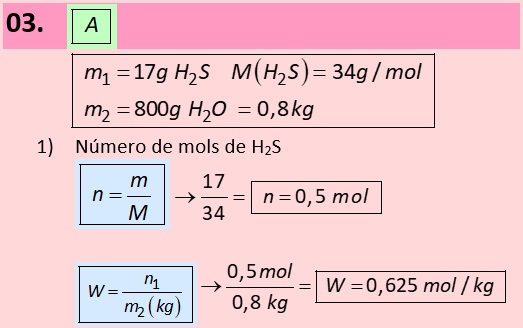 03. A
m₁ = 17g H₂S M(H₂S) = 34g / mol
m₂ = 800g H₂O = 0,8kg
1) Número de mols de H₂S
n = m/M → 17/34 = n = 0,5 mol
W = n₁/m₂(kg) → 0,5mol/0,8 kg = W = 0,625 mol / kg